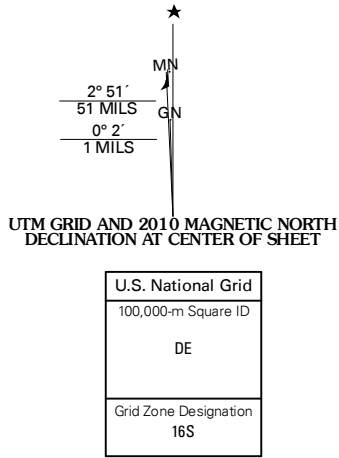 MN
2° 51´
51 MILS
GN
0° 2´
1 MILS
UTM GRID AND 2010 MAGNETIC NORTH
DECLINATION AT CENTER OF SHEET
U.S. National Grid
100,000-m Square ID
DE
Grid Zone Designation
16S